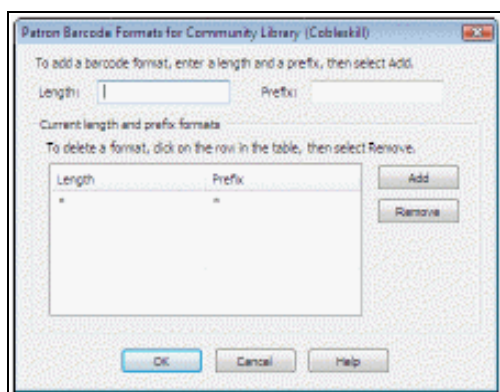 Patron Barcode Formats for Community Library (Cobleskill)
To add a barcode format, enter a length and a prefix, then select Add.
Length: Prefix:
Current length and prefix formats
To delete a format, click on the row in the table, then select Remove.
Length Prefix
* *
Add
Remove
OK Cancel Help